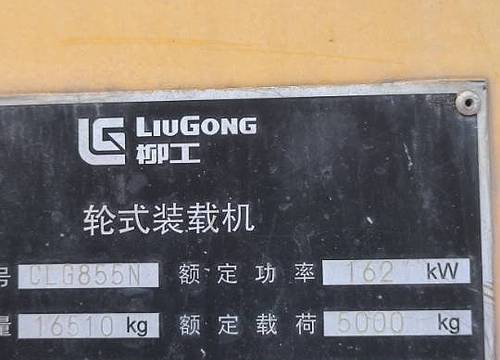 LIUGONG
柳工
轮式装载机
号 CLG855N 额定功率 162 kW
量 16510 kg 额定载荷 5000 kg